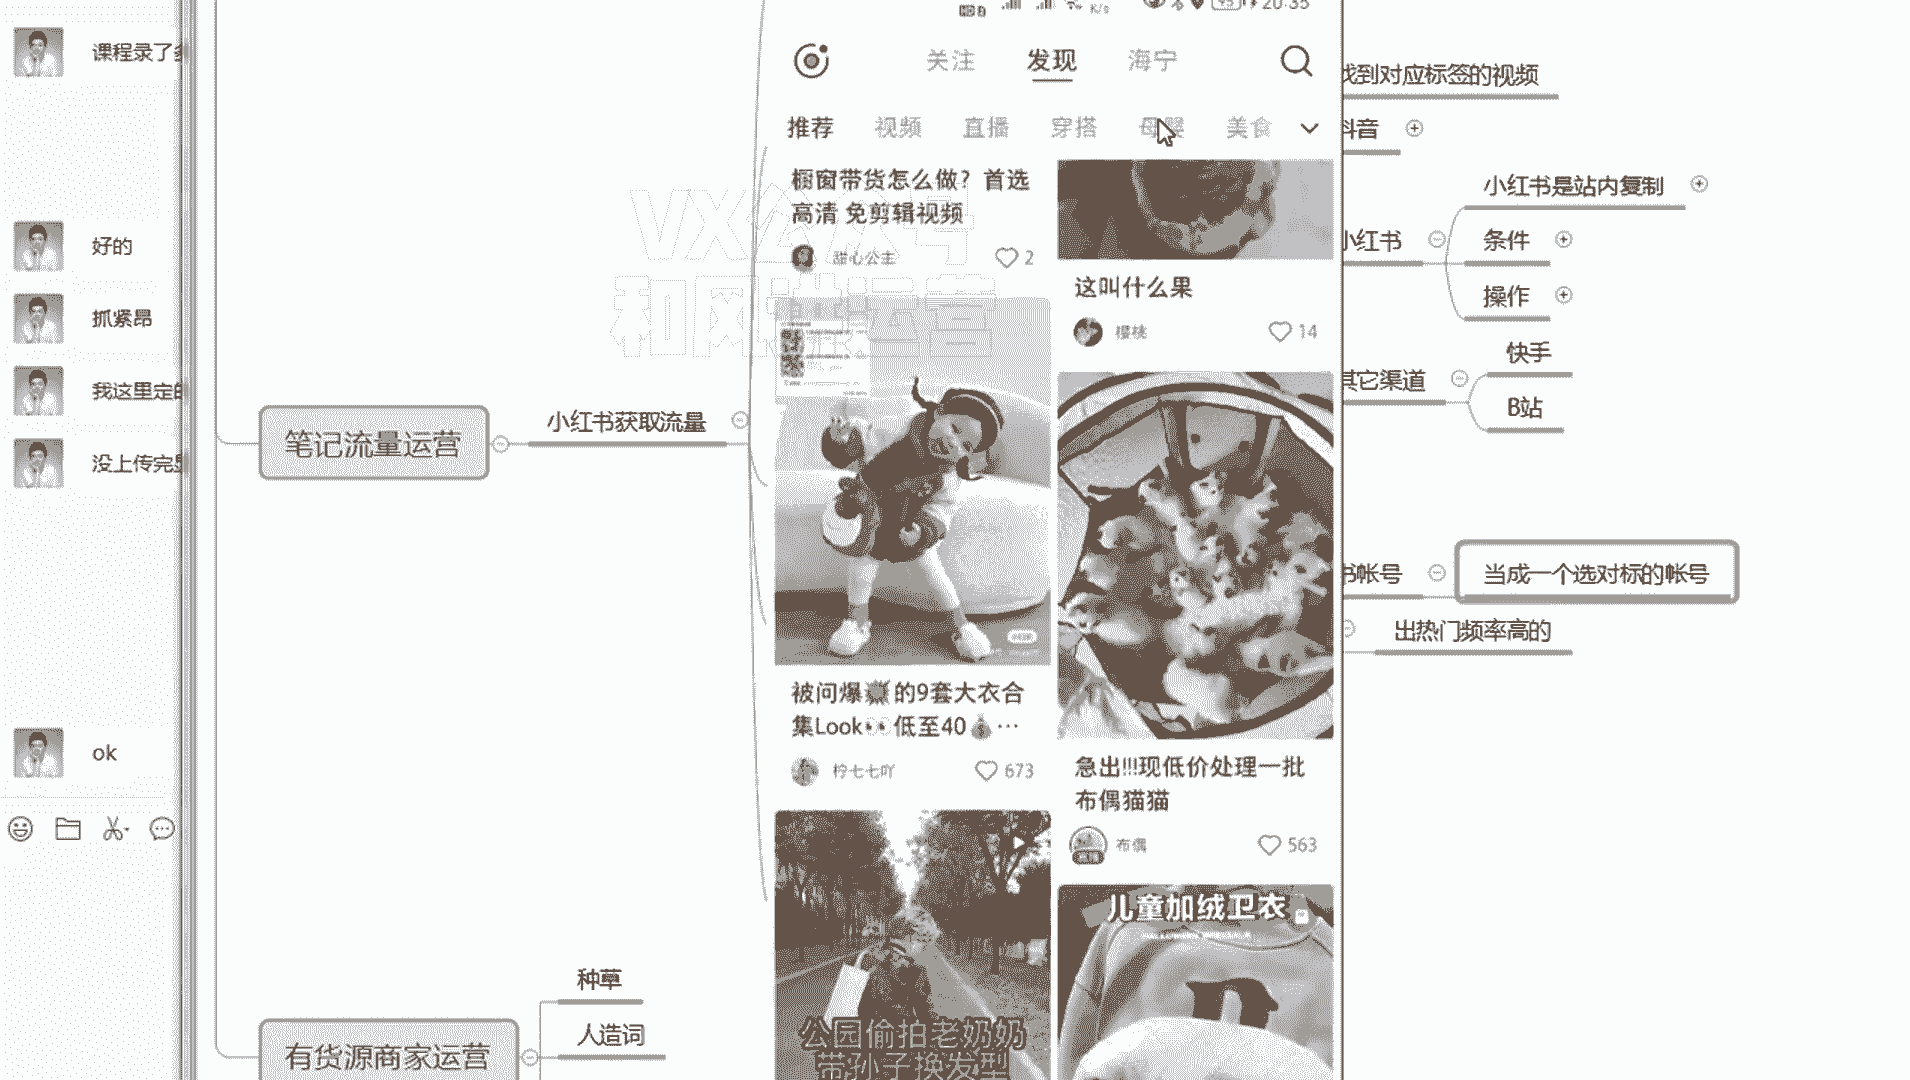 课程录了
好的
抓紧昂
我这里定的
没上传完
ok
笔记流量运营
小红书获取流量
有货源商家运营
种草
人造词
VX公众号
和风讲运营
20:35
关注 发现 海宁
推荐 视频 直播 穿搭 母婴 美食
橱窗带货怎么做？首选
高清 免剪辑视频
甜心公主 2
这叫什么果
樱桃 14
被问爆💥的9套大衣合
集Look👀低至40💰…
柠七七吖 673
急出!!!现低价处理一批
布偶猫猫
布偶 563
公园偷拍老奶奶
带孙子换发型
儿童加绒卫衣
找到对应标签的视频
抖音
小红书
小红书是站内复制
条件
操作
其它渠道
快手
B站
书帐号
当成一个选对标的帐号
出热门频率高的